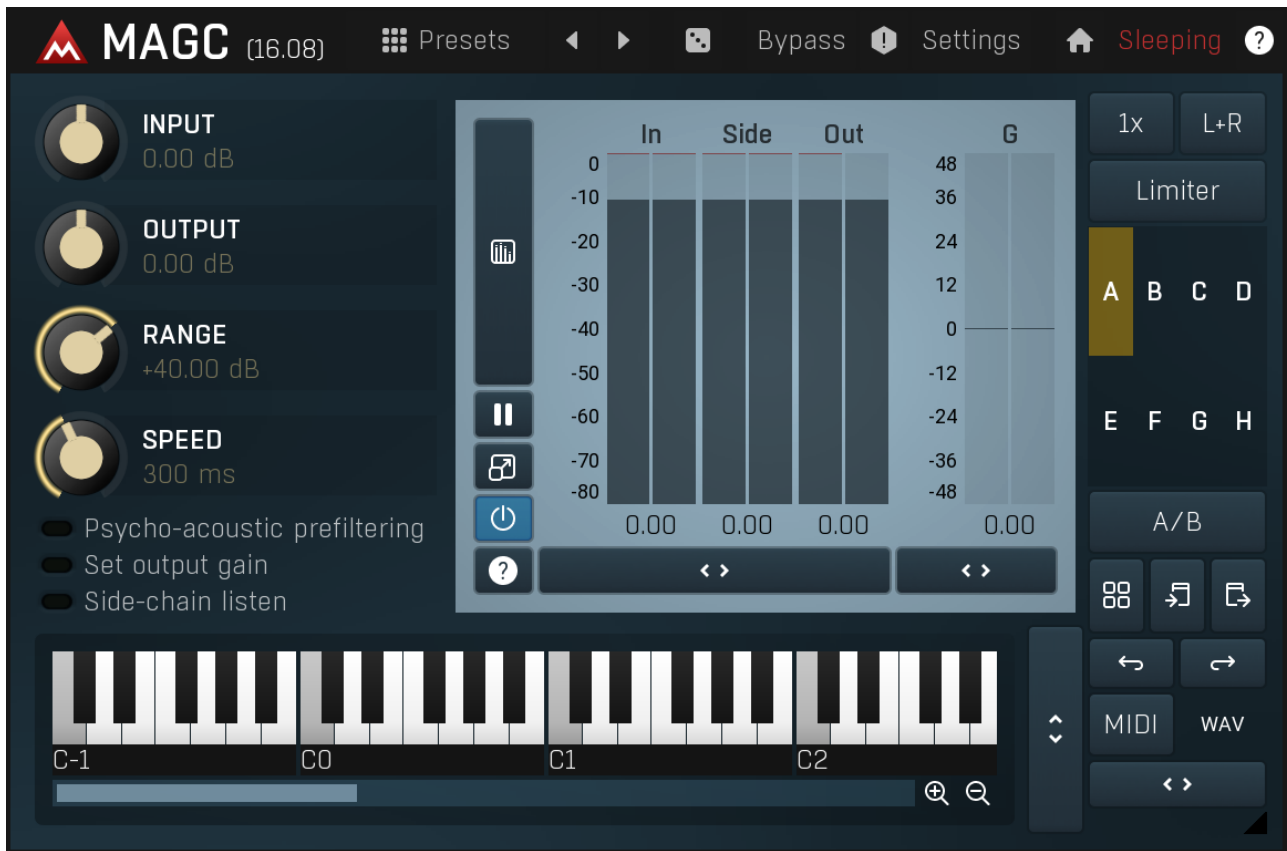 MAGC (16.08) Presets Bypass Settings Sleeping ?
INPUT
0.00 dB
OUTPUT
0.00 dB
RANGE
+40.00 dB
SPEED
300 ms
Psycho-acoustic prefiltering
Set output gain
Side-chain listen
In Side Out G
0 48
-10 36
-20 24
-30 12
-40 0
-50 -12
-60 -24
-70 -36
-80 -48
0.00 0.00 0.00 0.00
?
1x L+R
Limiter
A B C D
E F G H
A/B
MIDI WAV
C-1 C0 C1 C2